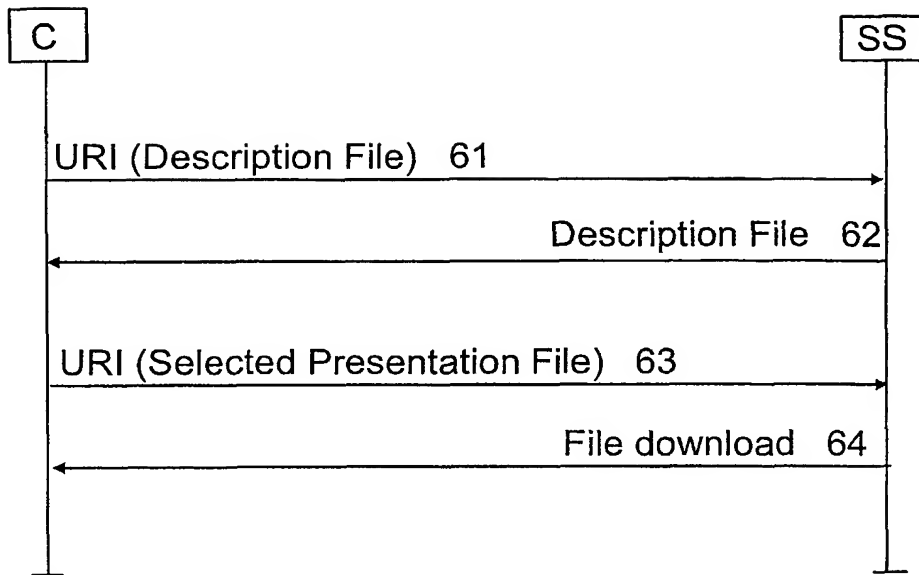 C
SS
URI (Description File) 61
Description File 62
URI (Selected Presentation File) 63
File download 64